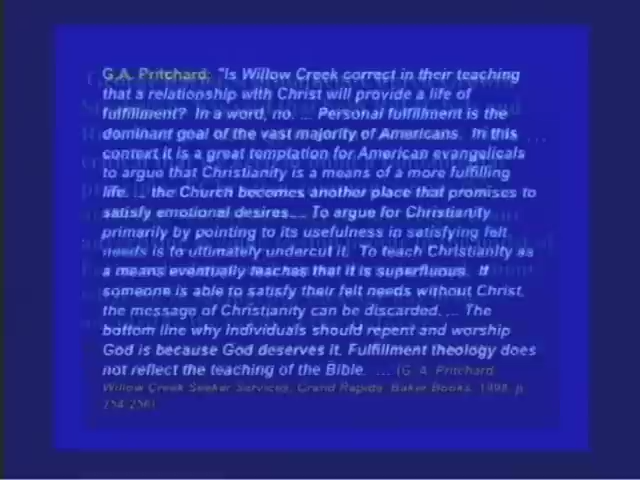 G.A. Pritchard: "Is Willow Creek correct in their teaching
that a relationship with Christ will provide a life of
fulfillment? In a word, no. ... Personal fulfillment is the
dominant goal of the vast majority of Americans. In this
context it is a great temptation for American evangelicals
to argue that Christianity is a means of a more fulfilling
life. ... the Church becomes another place that promises to
satisfy emotional desires.... To argue for Christianity
primarily by pointing to its usefulness in satisfying felt
needs is to ultimately undercut it. To teach Christianity as
a means eventually teaches that it is superfluous. If
someone is able to satisfy their felt needs without Christ,
the message of Christianity can be discarded. ... The
bottom line why individuals should repent and worship
God is because God deserves it. Fulfillment theology does
not reflect the teaching of the Bible. ... (G. A. Pritchard
Willow Creek Seeker Services, Grand Rapids: Baker Books, 1996, p.
254-256)